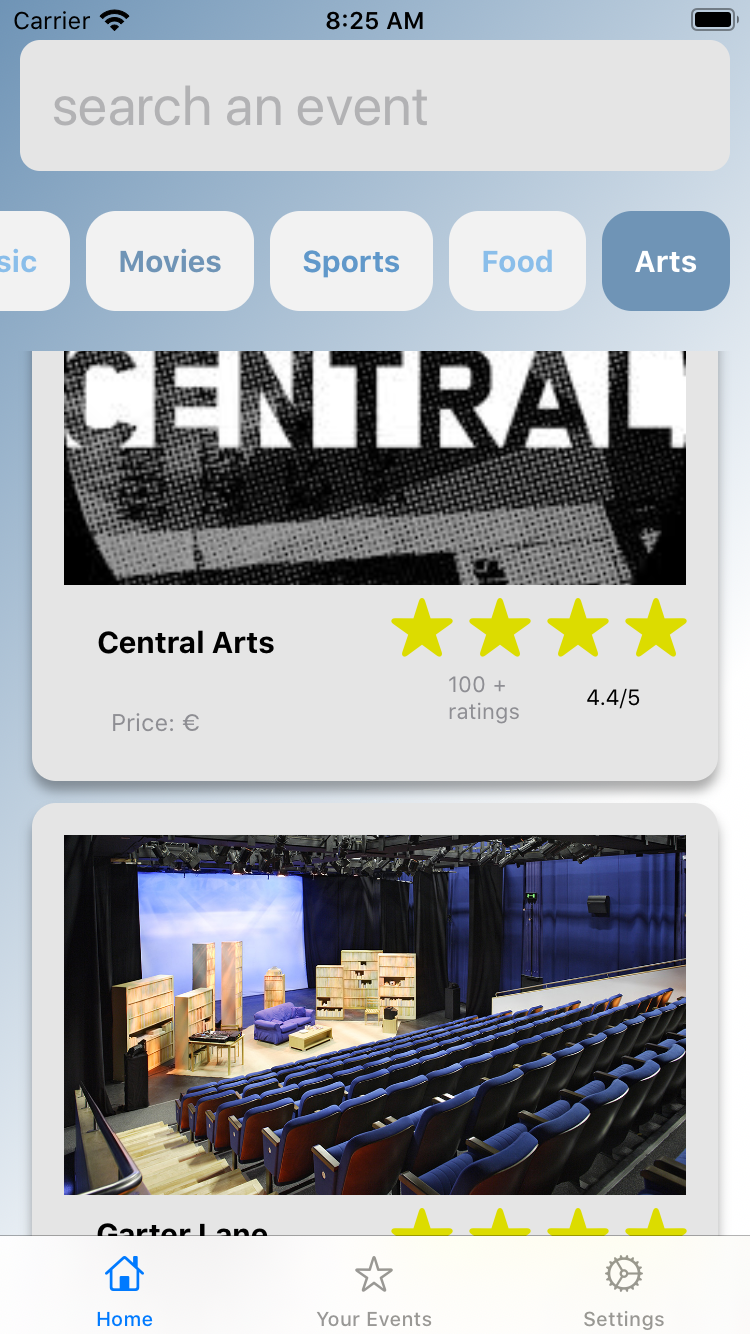 Carrier 8:25 AM
search an event
sic Movies Sports Food Arts
CENTRAL
Central Arts
100 +
ratings
4.4/5
Price: €
Garter Lane
Home Your Events Settings